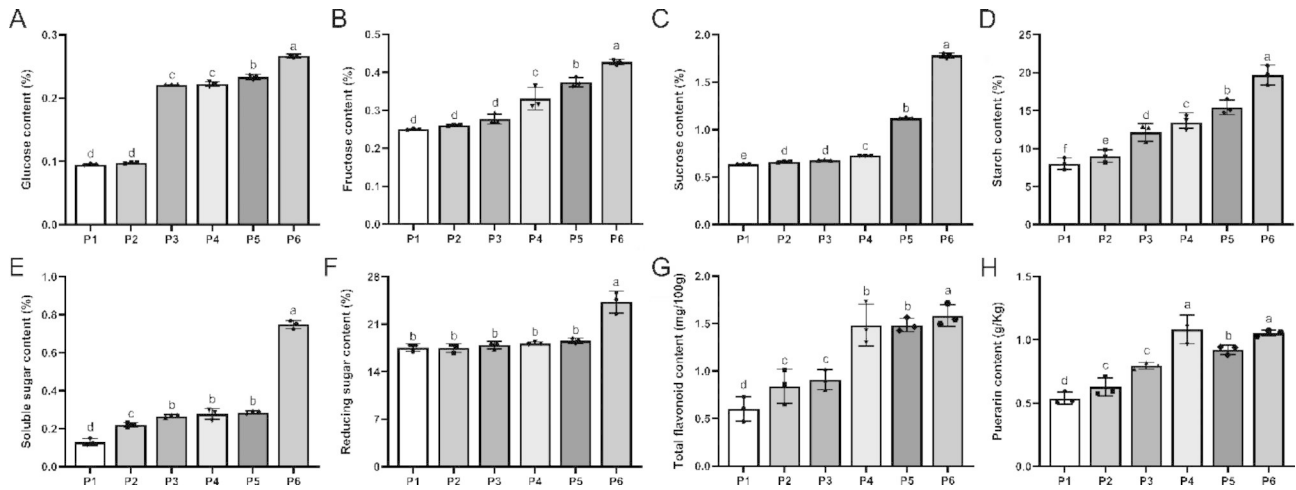 A
Glucose content (%)
0.3
0.2
0.1
0.0
d
d
c
c
b
a
P1 P2 P3 P4 P5 P6
B
Fructose content (%)
0.5
0.4
0.3
0.2
0.1
0.0
d
d
d
c
b
a
P1 P2 P3 P4 P5 P6
C
Sucrose content (%)
2.0
1.5
1.0
0.5
0.0
e
d
d
c
b
a
P1 P2 P3 P4 P5 P6
D
Starch content (%)
25
20
15
10
5
0
f
e
d
c
b
a
P1 P2 P3 P4 P5 P6
E
Soluble sugar content (%)
1.0
0.8
0.6
0.4
0.2
0.0
d
c
b
b
b
a
P1 P2 P3 P4 P5 P6
F
Reducing sugar content (%)
28
21
14
7
0
b
b
b
b
b
a
P1 P2 P3 P4 P5 P6
G
Total flavonoid content (mg/100g)
2.0
1.5
1.0
0.5
0.0
d
c
c
b
b
a
P1 P2 P3 P4 P5 P6
H
Puerarin content (g/Kg)
1.5
1.0
0.5
0.0
d
c
c
a
b
a
P1 P2 P3 P4 P5 P6